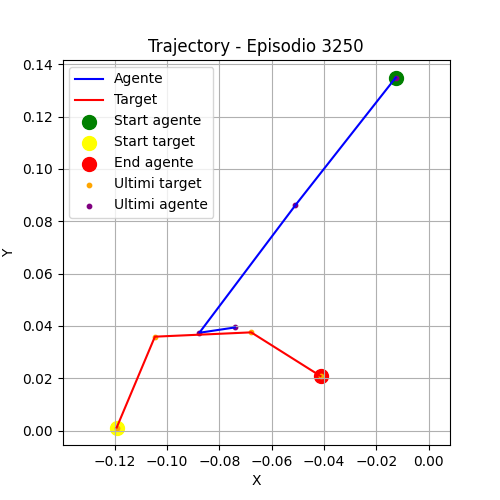 Trajectory - Episodio 3250
Agente
Target
Start agente
Start target
End agente
Ultimi target
Ultimi agente
0.14
0.12
0.10
0.08
0.06
0.04
0.02
0.00
Y
−0.12 −0.10 −0.08 −0.06 −0.04 −0.02 0.00
X